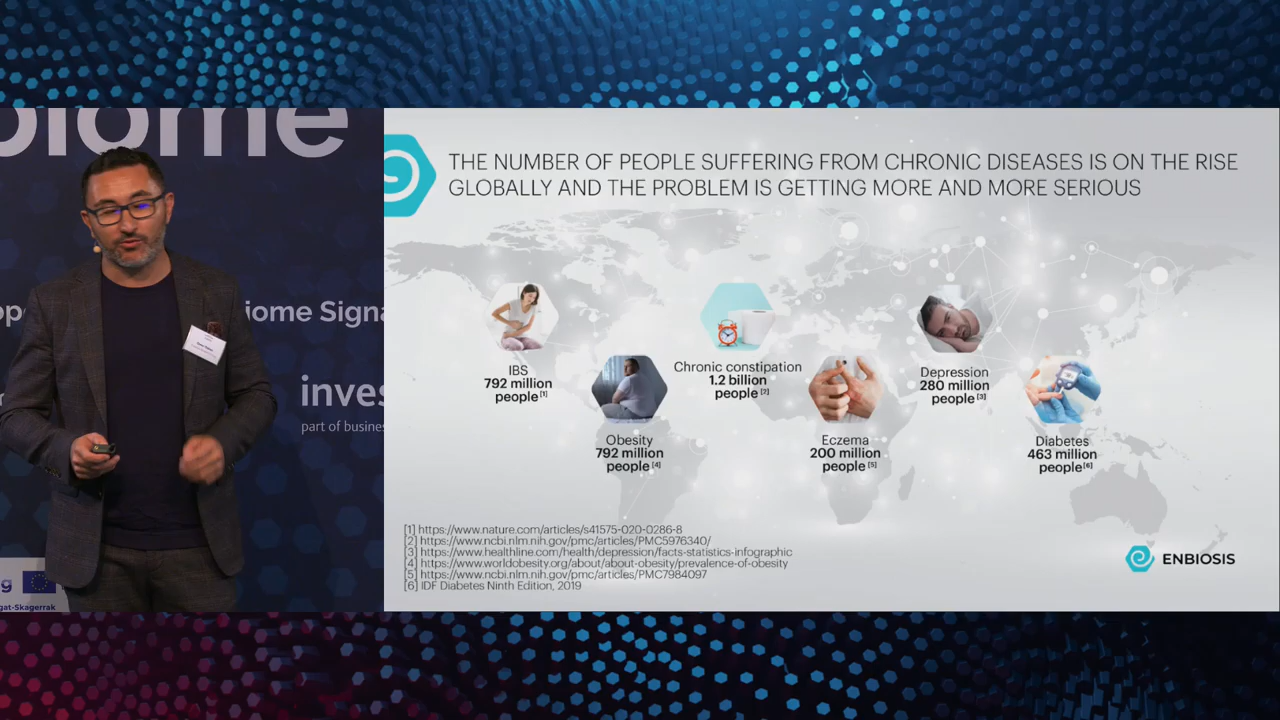 biome
iome Signa
inves
part of busines
g
gat-Skagerrak
THE NUMBER OF PEOPLE SUFFERING FROM CHRONIC DISEASES IS ON THE RISE
GLOBALLY AND THE PROBLEM IS GETTING MORE AND MORE SERIOUS
IBS
792 million
people [1]
Obesity
792 million
people [4]
Chronic constipation
1.2 billion
people [2]
Eczema
200 million
people [5]
Depression
280 million
people [3]
Diabetes
463 million
people [6]
[1] https://www.nature.com/articles/s41575-020-0286-8
[2] https://www.ncbi.nlm.nih.gov/pmc/articles/PMC5976340/
[3] https://www.healthline.com/health/depression/facts-statistics-infographic
[4] https://www.worldobesity.org/about/about-obesity/prevalence-of-obesity
[5] https://www.ncbi.nlm.nih.gov/pmc/articles/PMC7984097
[6] IDF Diabetes Ninth Edition, 2019
ENBIOSIS